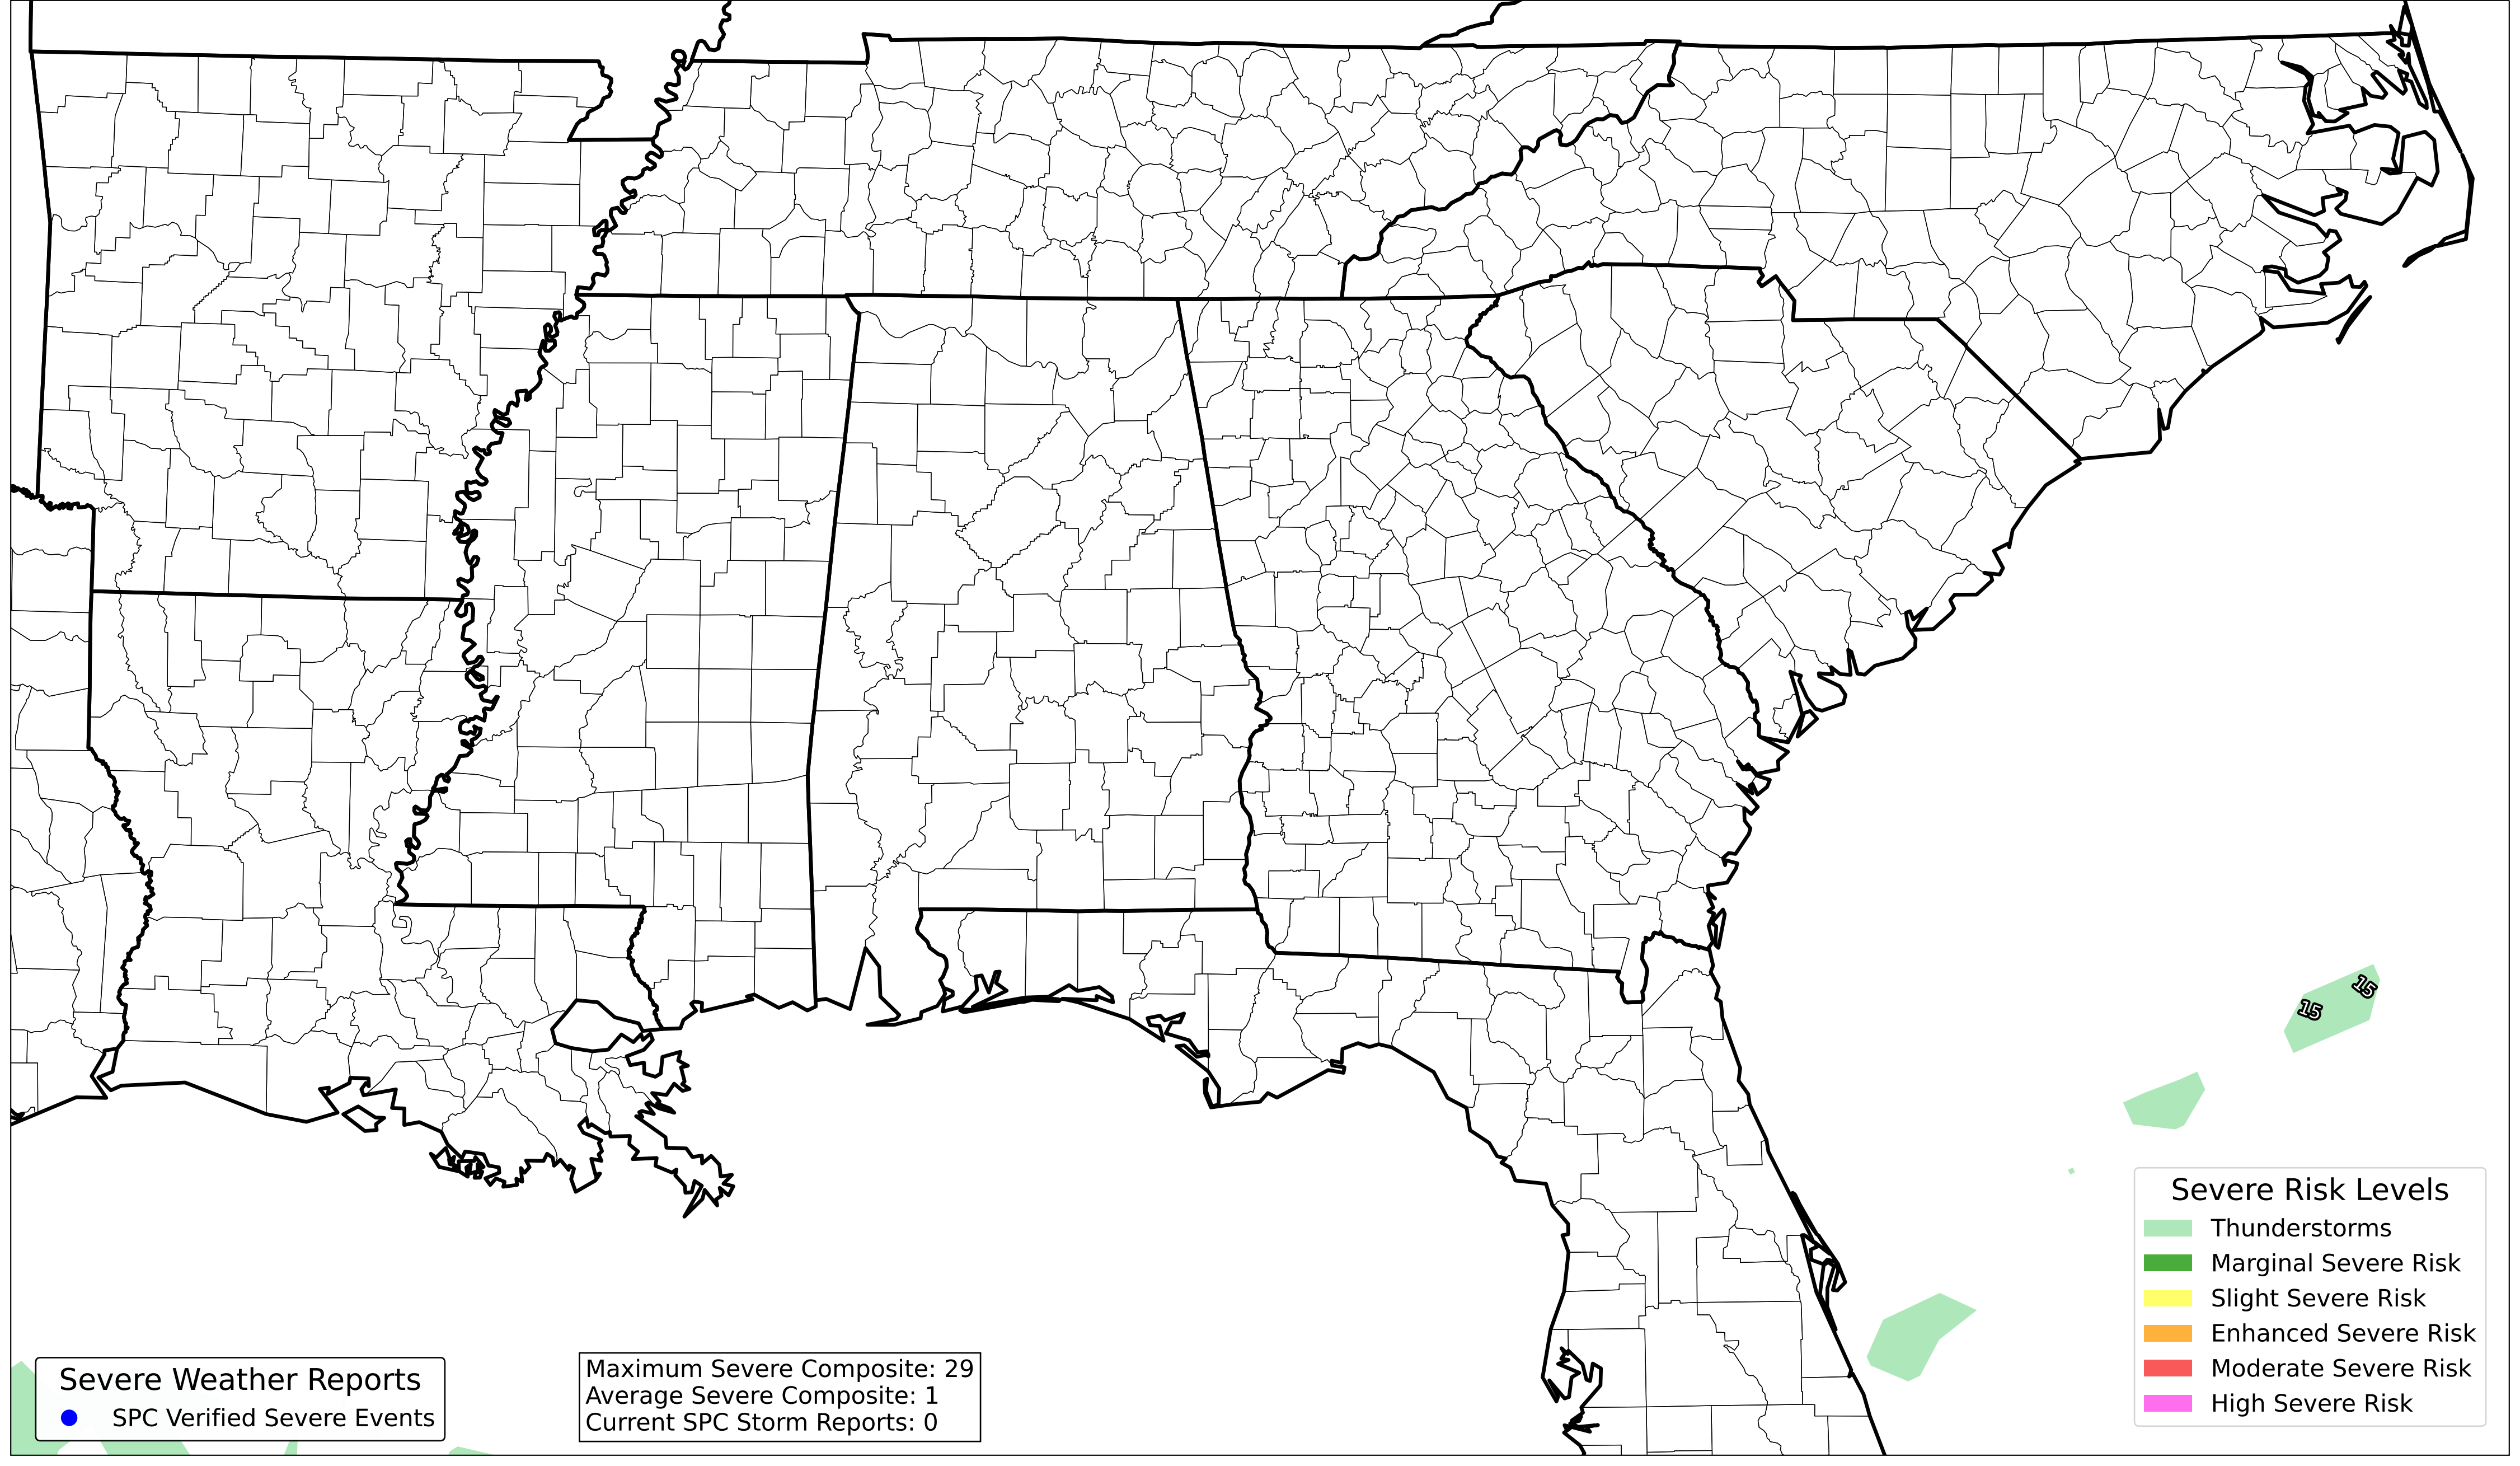 15
15
Severe Risk Levels
Thunderstorms
Marginal Severe Risk
Slight Severe Risk
Enhanced Severe Risk
Moderate Severe Risk
High Severe Risk
Severe Weather Reports
SPC Verified Severe Events
Maximum Severe Composite: 29
Average Severe Composite: 1
Current SPC Storm Reports: 0